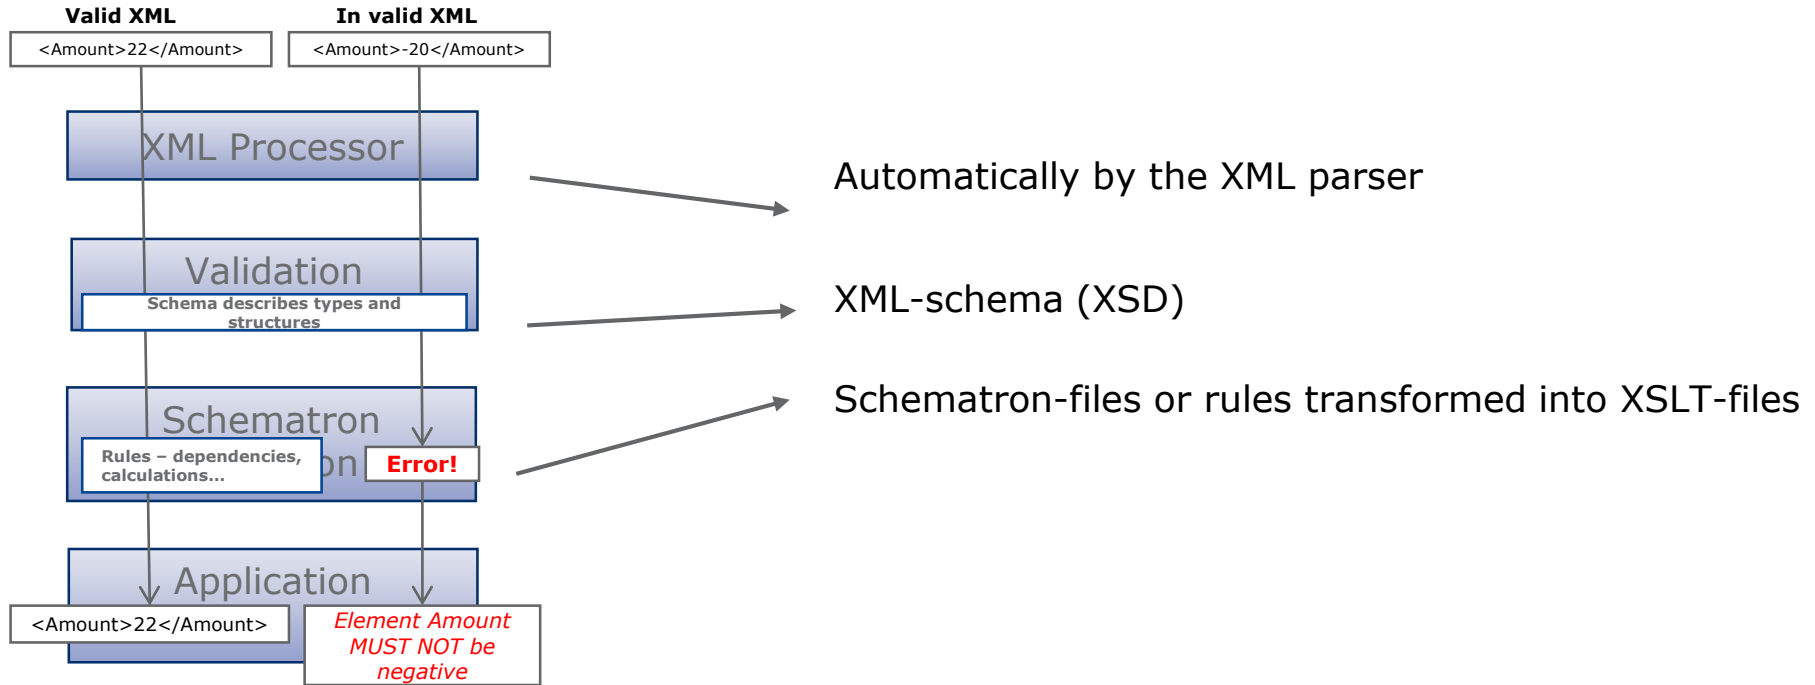 Valid XML
In valid XML
<Amount>22</Amount>
<Amount>-20</Amount>
XML Processor
Automatically by the XML parser
Validation
Schema describes types and
structures
XML-schema (XSD)
Schematron
Rules – dependencies,
calculations...
on
Error!
Schematron-files or rules transformed into XSLT-files
Application
<Amount>22</Amount>
Element Amount
MUST NOT be
negative